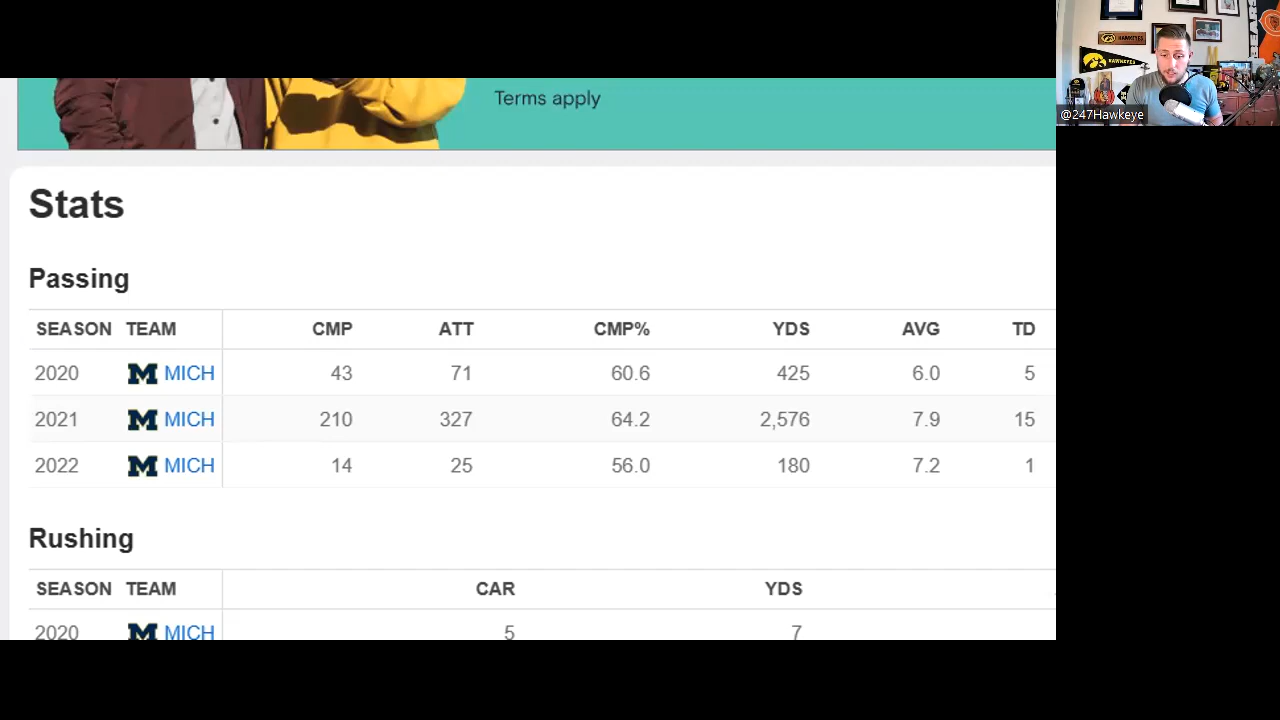 Terms apply
HAWKEYES
HAWKEYES
@247Hawkeye
Stats
Passing
SEASON TEAM CMP ATT CMP% YDS AVG TD
2020 M MICH 43 71 60.6 425 6.0 5
2021 M MICH 210 327 64.2 2,576 7.9 15
2022 M MICH 14 25 56.0 180 7.2 1
Rushing
SEASON TEAM CAR YDS
2020 M MICH 5 7